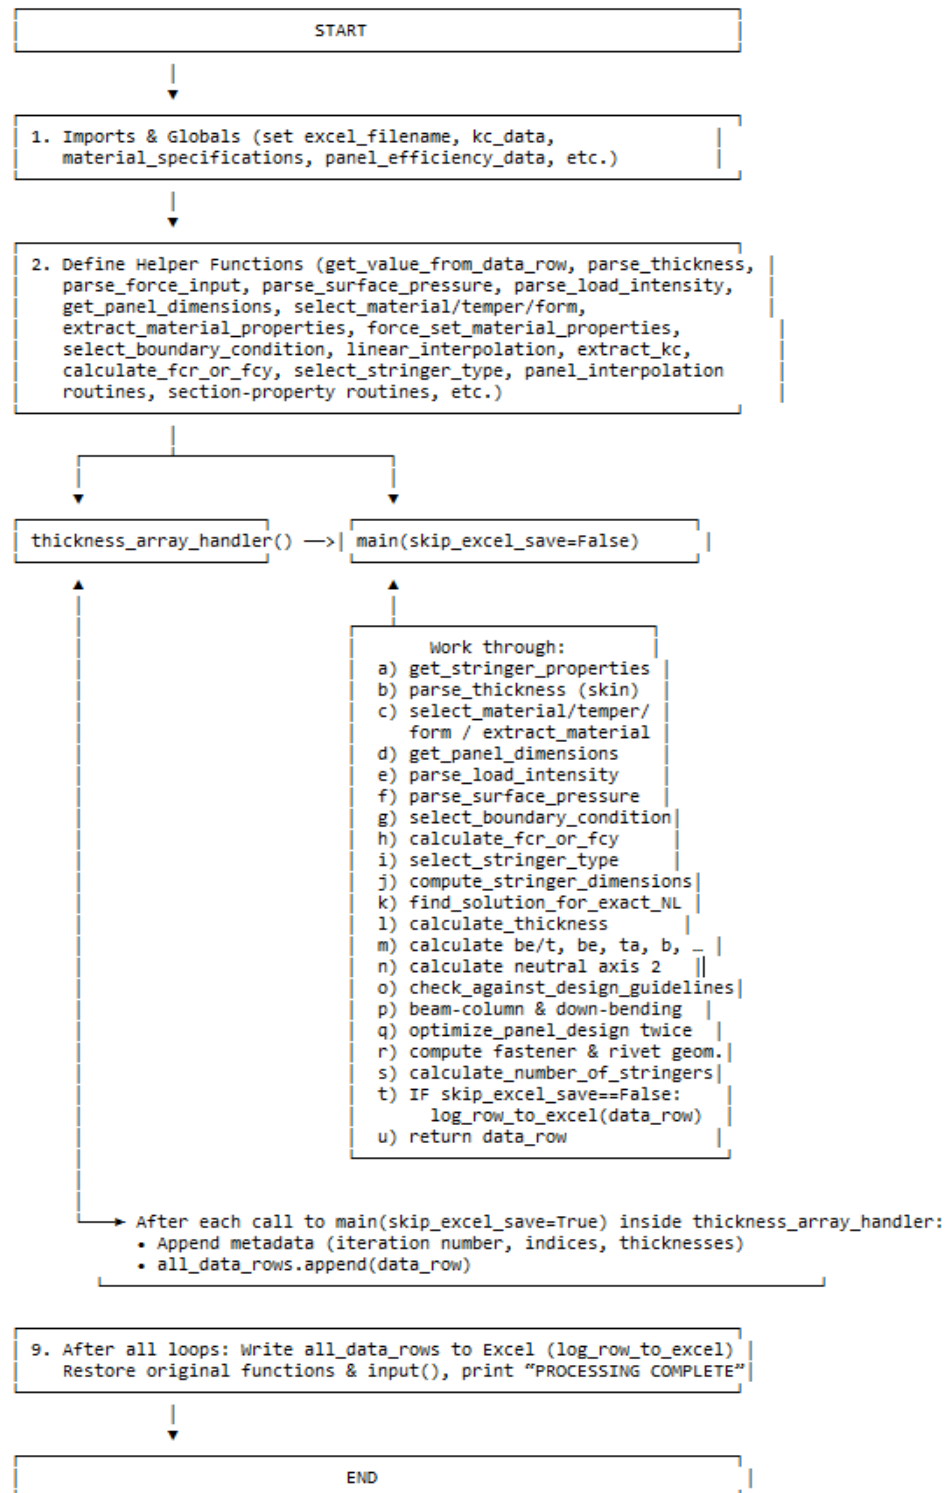 START
1. Imports & Globals (set excel_filename, kc_data,
material_specifications, panel_efficiency_data, etc.)
2. Define Helper Functions (get_value_from_data_row, parse_thickness,
parse_force_input, parse_surface_pressure, parse_load_intensity,
get_panel_dimensions, select_material/temper/form,
extract_material_properties, force_set_material_properties,
select_boundary_condition, linear_interpolation, extract_kc,
calculate_fcr_or_fcy, select_stringer_type, panel_interpolation
routines, section-property routines, etc.)
thickness_array_handler() ──>| main(skip_excel_save=False)
Work through:
a) get_stringer_properties
b) parse_thickness (skin)
c) select_material/temper/
form / extract_material
d) get_panel_dimensions
e) parse_load_intensity
f) parse_surface_pressure
g) select_boundary_condition
h) calculate_fcr_or_fcy
i) select_stringer_type
j) compute_stringer_dimensions
k) find_solution_for_exact_NL
l) calculate_thickness
m) calculate be/t, be, ta, b, …
n) calculate neutral axis 2
o) check_against_design_guidelines
p) beam-column & down-bending
q) optimize_panel_design twice
r) compute fastener & rivet geom.
s) calculate_number_of_stringers
t) IF skip_excel_save==False:
log_row_to_excel(data_row)
u) return data_row
After each call to main(skip_excel_save=True) inside thickness_array_handler:
• Append metadata (iteration number, indices, thicknesses)
• all_data_rows.append(data_row)
9. After all loops: Write all_data_rows to Excel (log_row_to_excel)
Restore original functions & input(), print “PROCESSING COMPLETE”
END